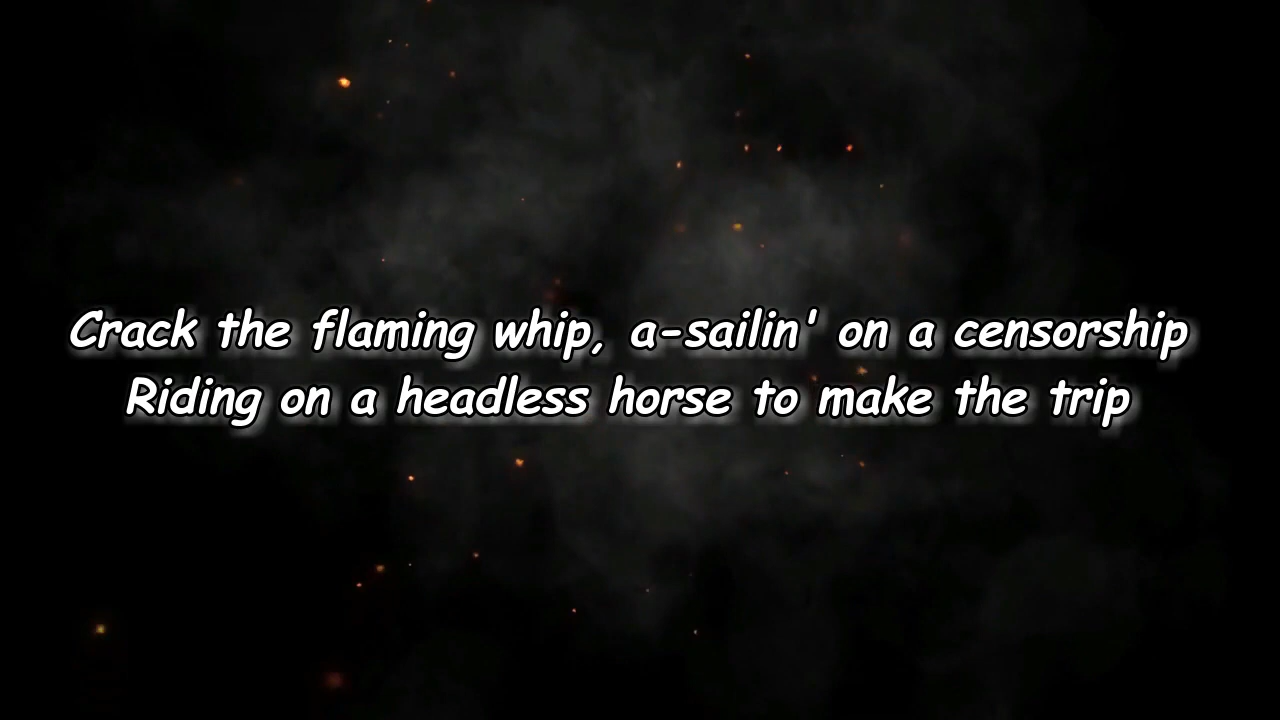 Crack the flaming whip, a-sailin' on a censorship
Riding on a headless horse to make the trip